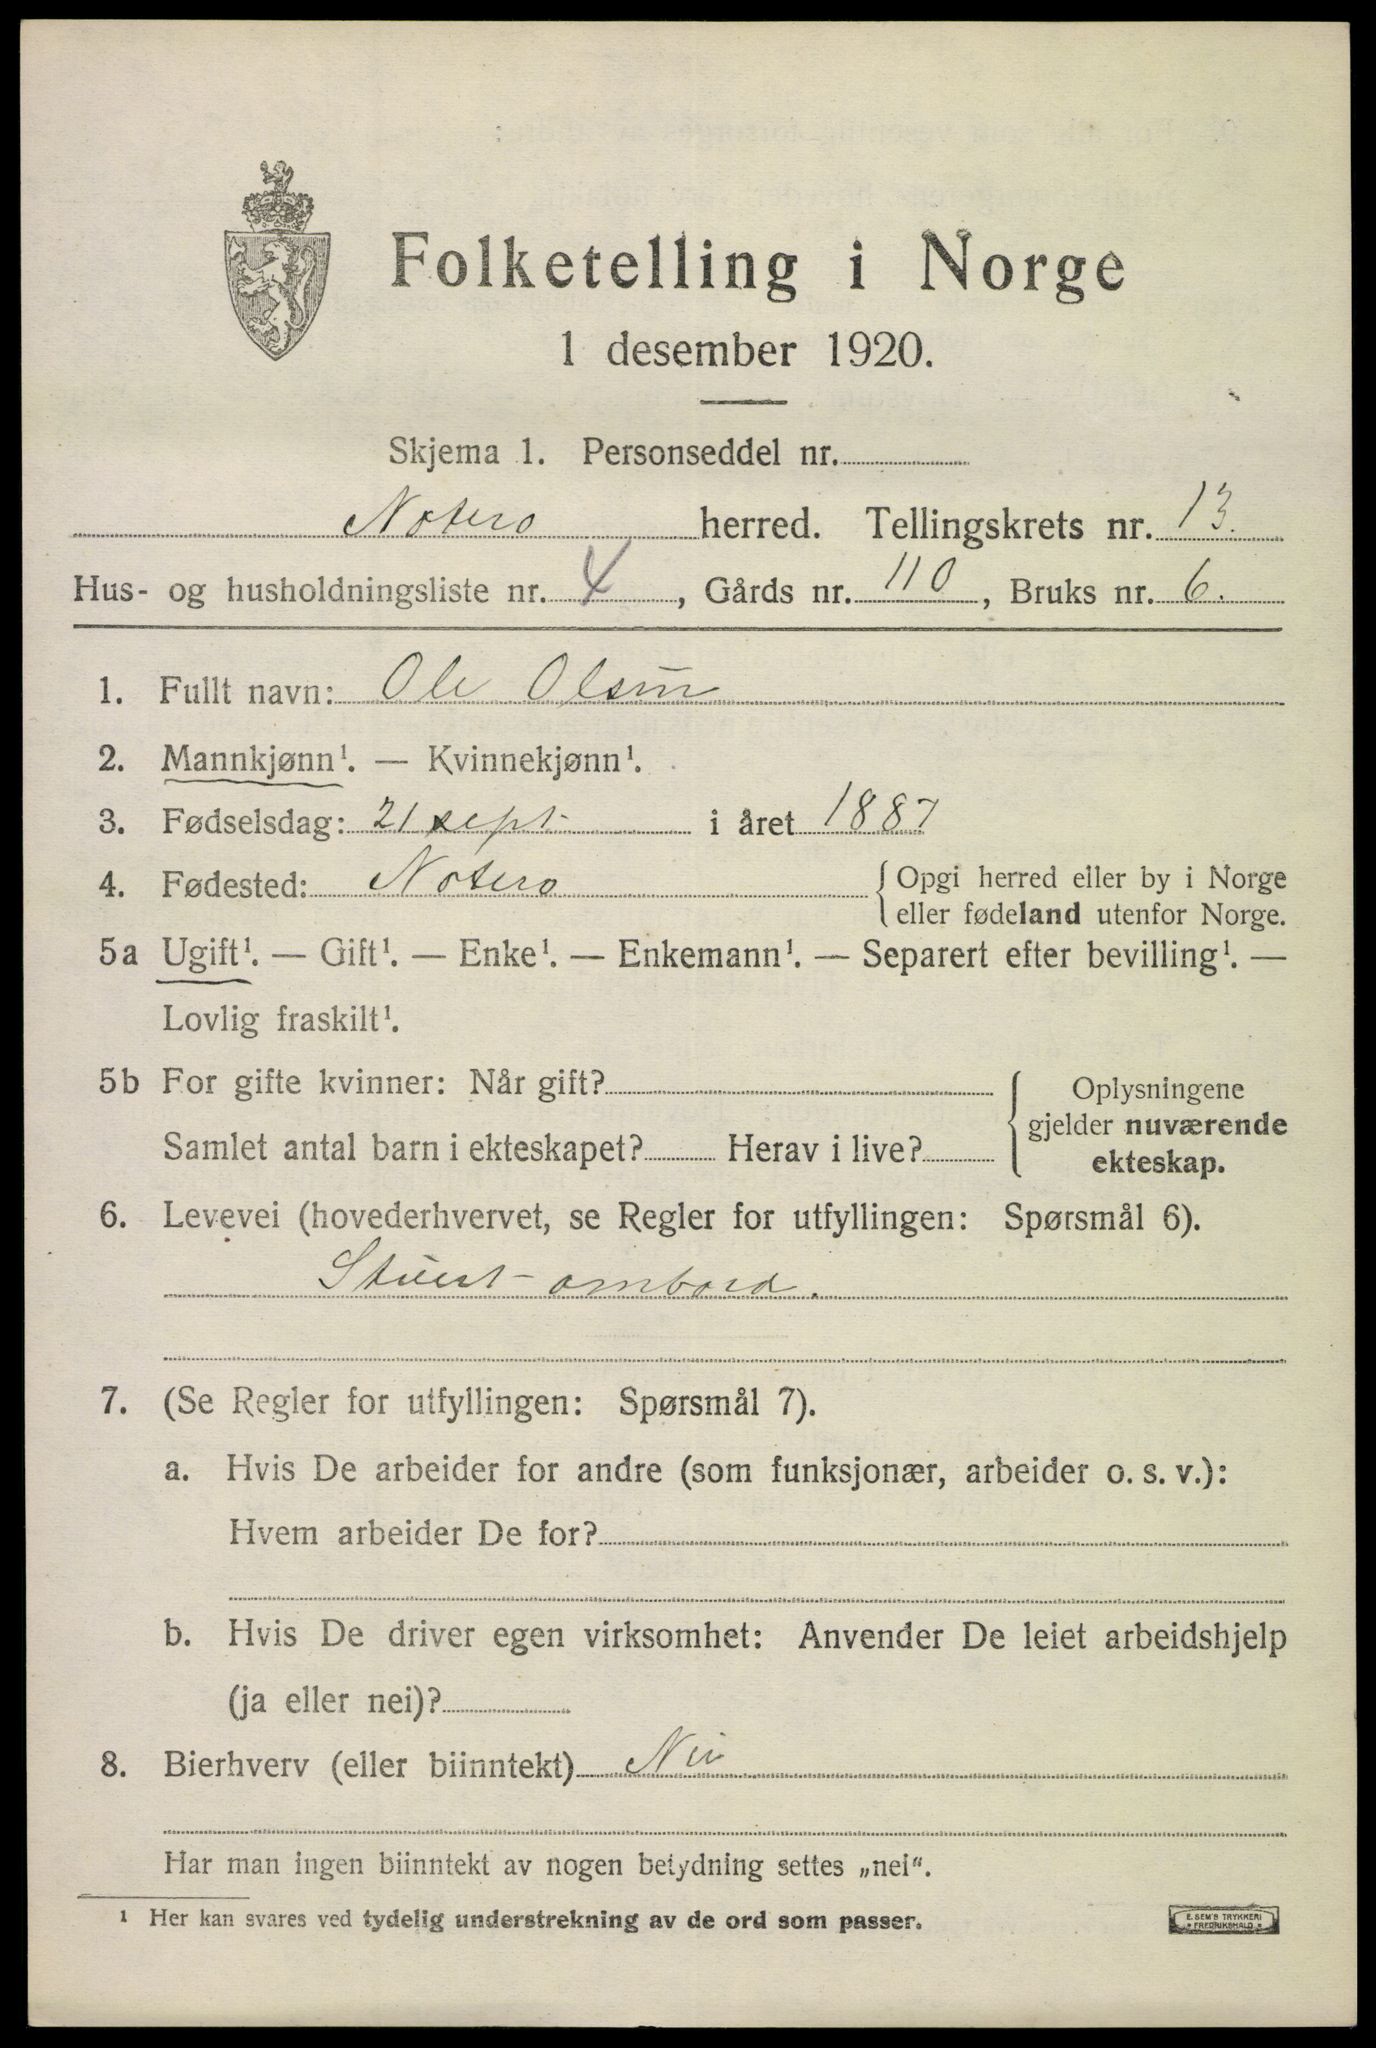 Folketelling i Norge
1 desember 1920.
Skjema 1. Personseddel nr.
Notero herred. Tellingskrets nr. 13.
Hus- og husholdningsliste nr. 4, Gårds nr. 110, Bruks nr. 6.
1. Fullt navn: Ole Olsen
2. Mannkjønn¹. — Kvinnekjønn¹.
3. Fødselsdag: 21 sept i året 1887
4. Fødested: Notero {Opgi herred eller by i Norge
eller fødeland utenfor Norge.
5a Ugift¹. — Gift¹. — Enke¹. — Enkemann¹. — Separert efter bevilling¹. —
Lovlig fraskilt¹.
5b For gifte kvinner: Når gift?
Samlet antal barn i ekteskapet? Herav i live?
Oplysningene
gjelder nuværende
ekteskap.
6. Levevei (hovederhvervet, se Regler for utfyllingen: Spørsmål 6).
Stuert ombord.
7. (Se Regler for utfyllingen: Spørsmål 7).
a. Hvis De arbeider for andre (som funksjonær, arbeider o. s. v.):
Hvem arbeider De for?
b. Hvis De driver egen virksomhet: Anvender De leiet arbeidshjelp
(ja eller nei)?
8. Bierhverv (eller biinntekt) Nei
Har man ingen biinntekt av nogen betydning settes „nei“.
¹ Her kan svares ved tydelig understrekning av de ord som passer.
E. SEM'S TRYKKERI
FREDRIKSHALD